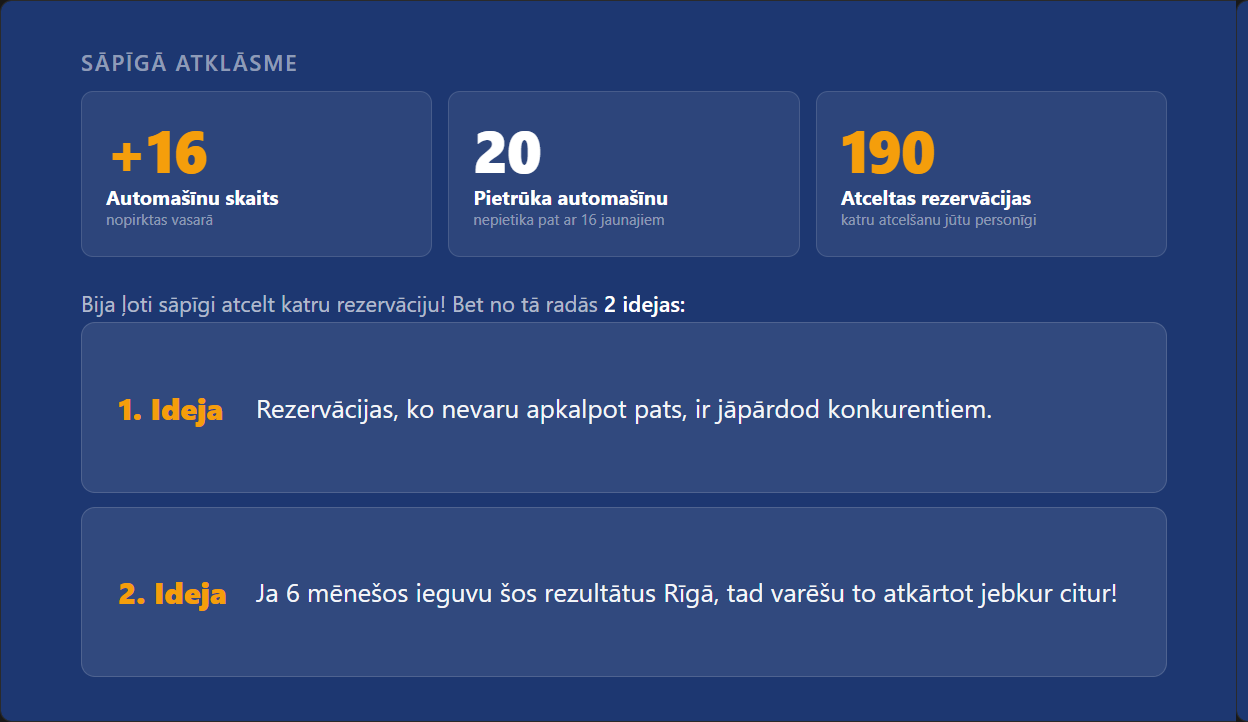 SĀPĪGĀ ATKLĀSME
+16
Automašīnu skaits
nopirktas vasarā
20
Pietrūka automašīnu
nepietika pat ar 16 jaunajiem
190
Atceltas rezervācijas
katru atcelšanu jūtu personīgi
Bija ļoti sāpīgi atcelt katru rezervāciju! Bet no tā radās 2 idejas:
1. Ideja Rezervācijas, ko nevaru apkalpot pats, ir jāpārdod konkurentiem.
2. Ideja Ja 6 mēnešos ieguvu šos rezultātus Rīgā, tad varēšu to atkārtot jebkur citur!